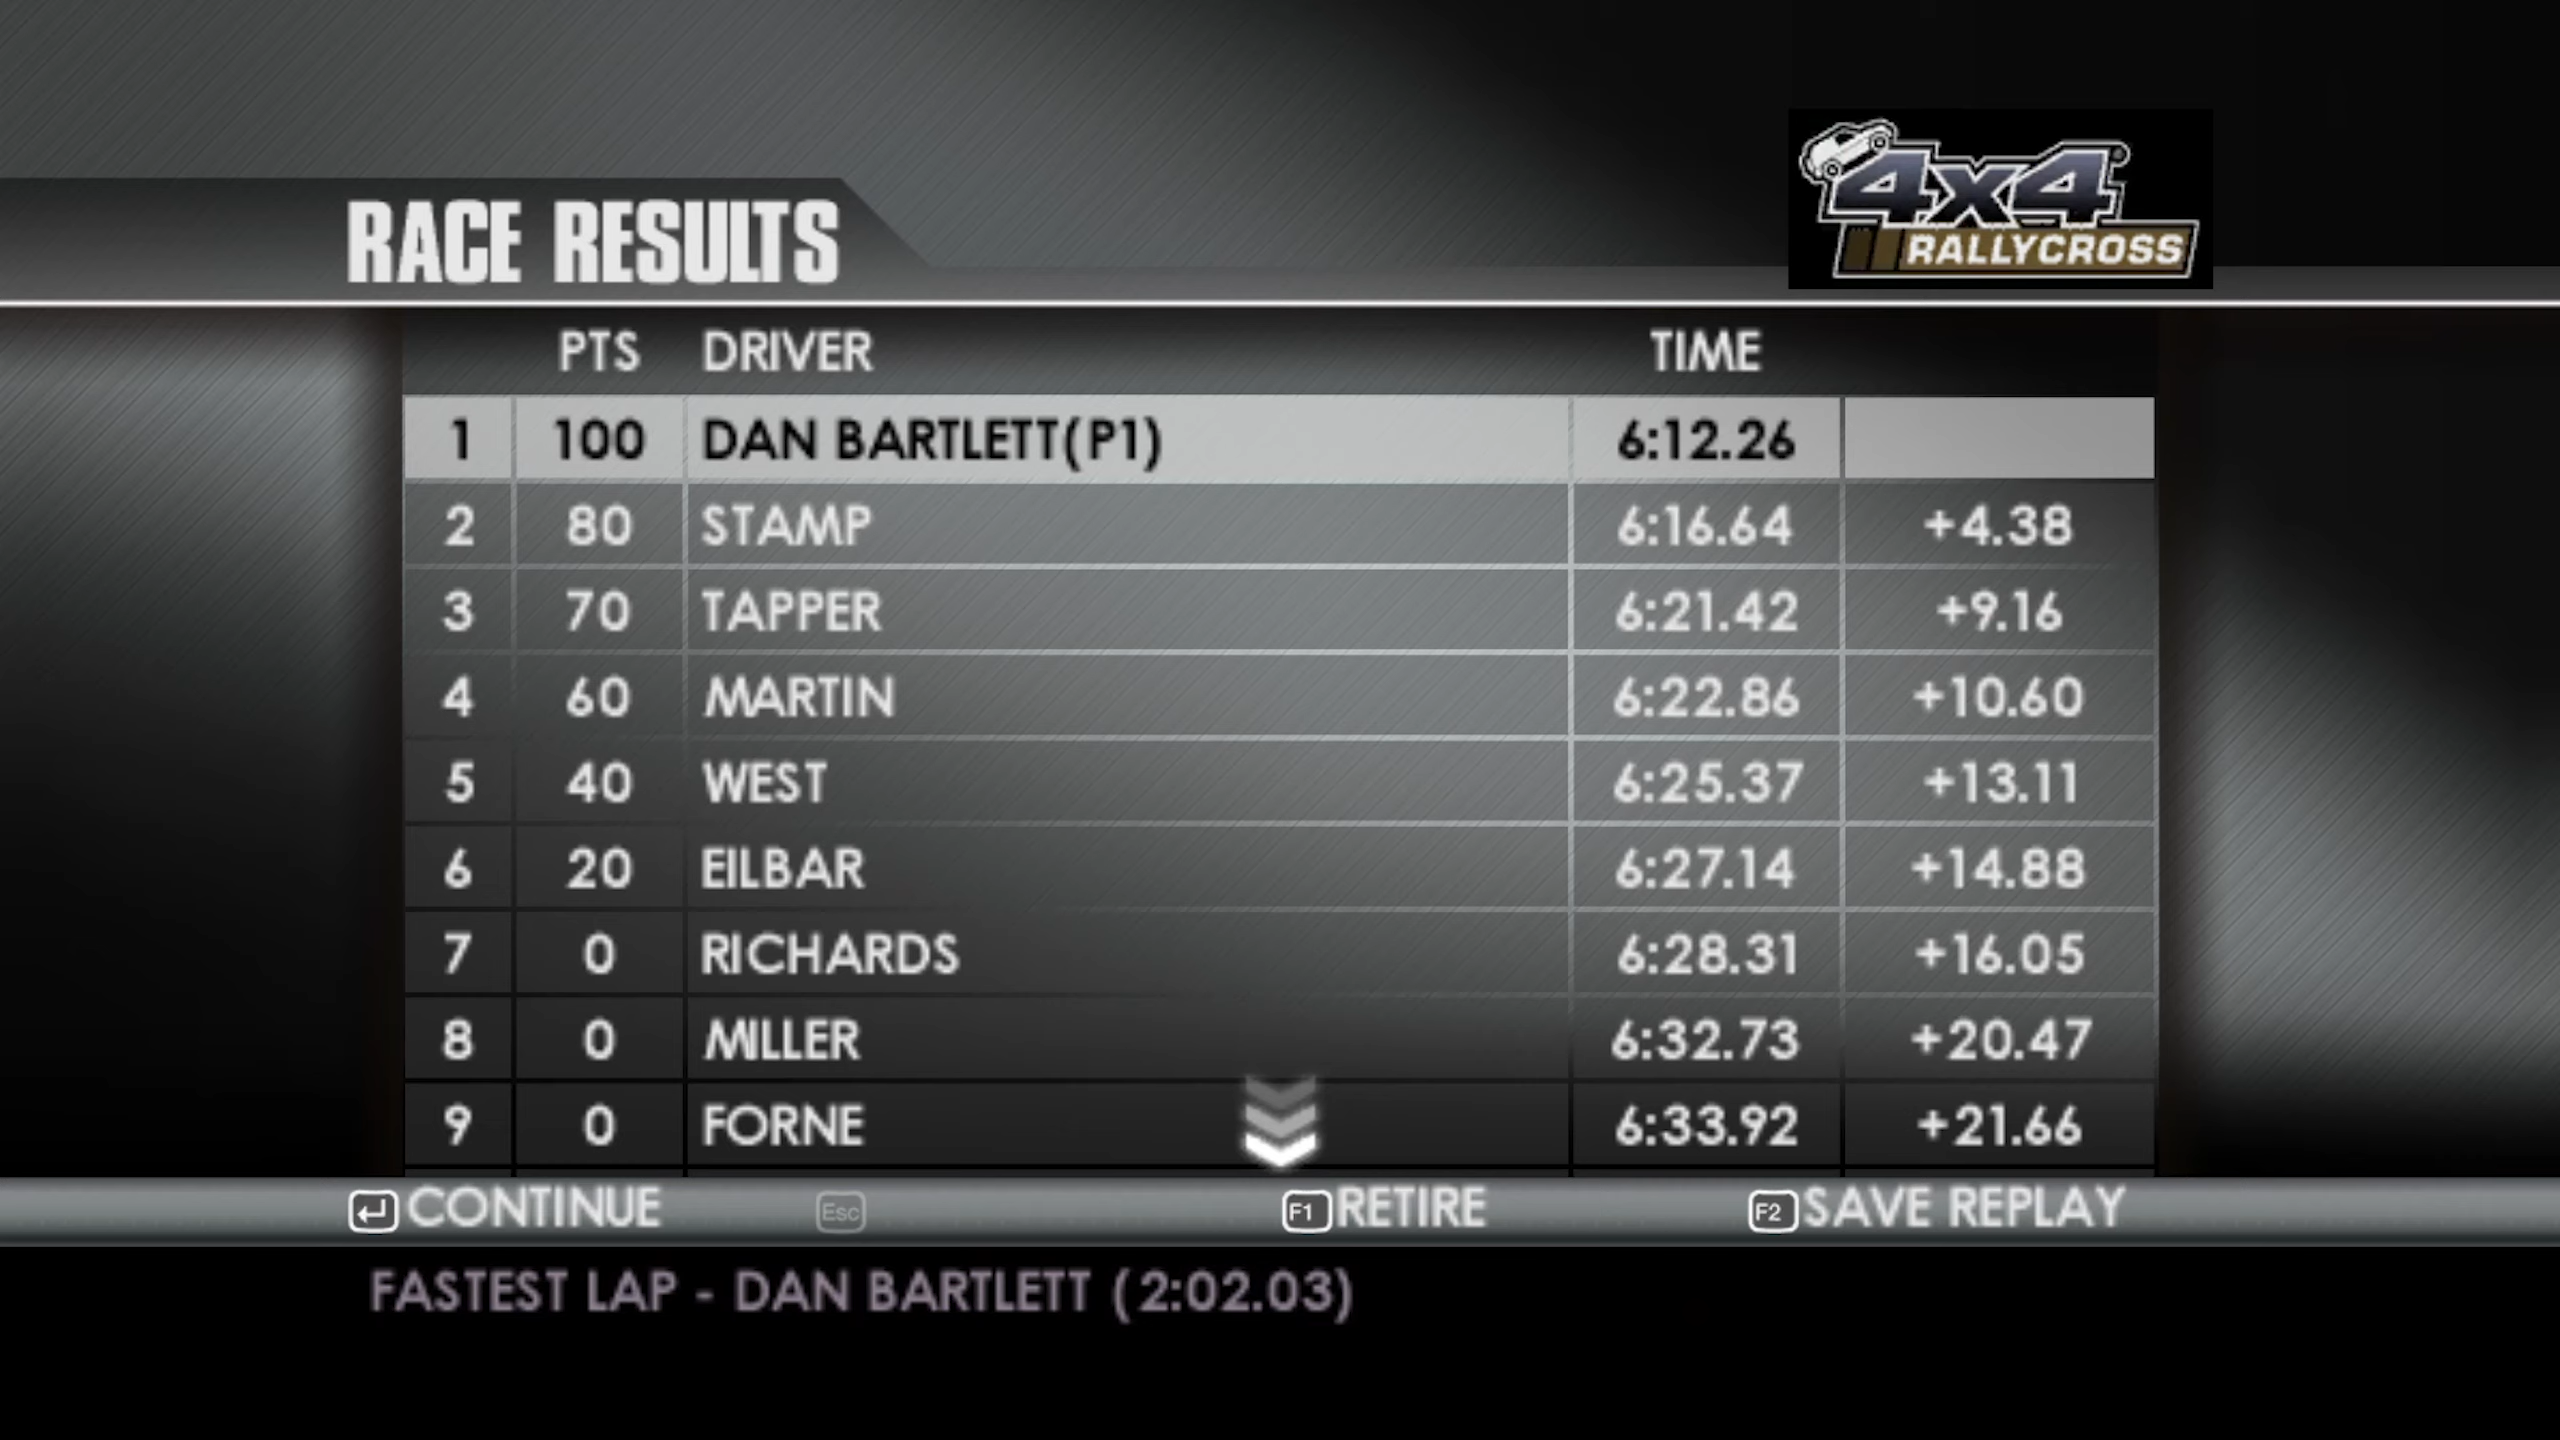 4x4
RALLYCROSS
RACE RESULTS
PTS DRIVER TIME
1 100 DAN BARTLETT(P1) 6:12.26
2 80 STAMP 6:16.64 +4.38
3 70 TAPPER 6:21.42 +9.16
4 60 MARTIN 6:22.86 +10.60
5 40 WEST 6:25.37 +13.11
6 20 EILBAR 6:27.14 +14.88
7 0 RICHARDS 6:28.31 +16.05
8 0 MILLER 6:32.73 +20.47
9 0 FORNE 6:33.92 +21.66
CONTINUE Esc F1 RETIRE F2 SAVE REPLAY
FASTEST LAP - DAN BARTLETT (2:02.03)